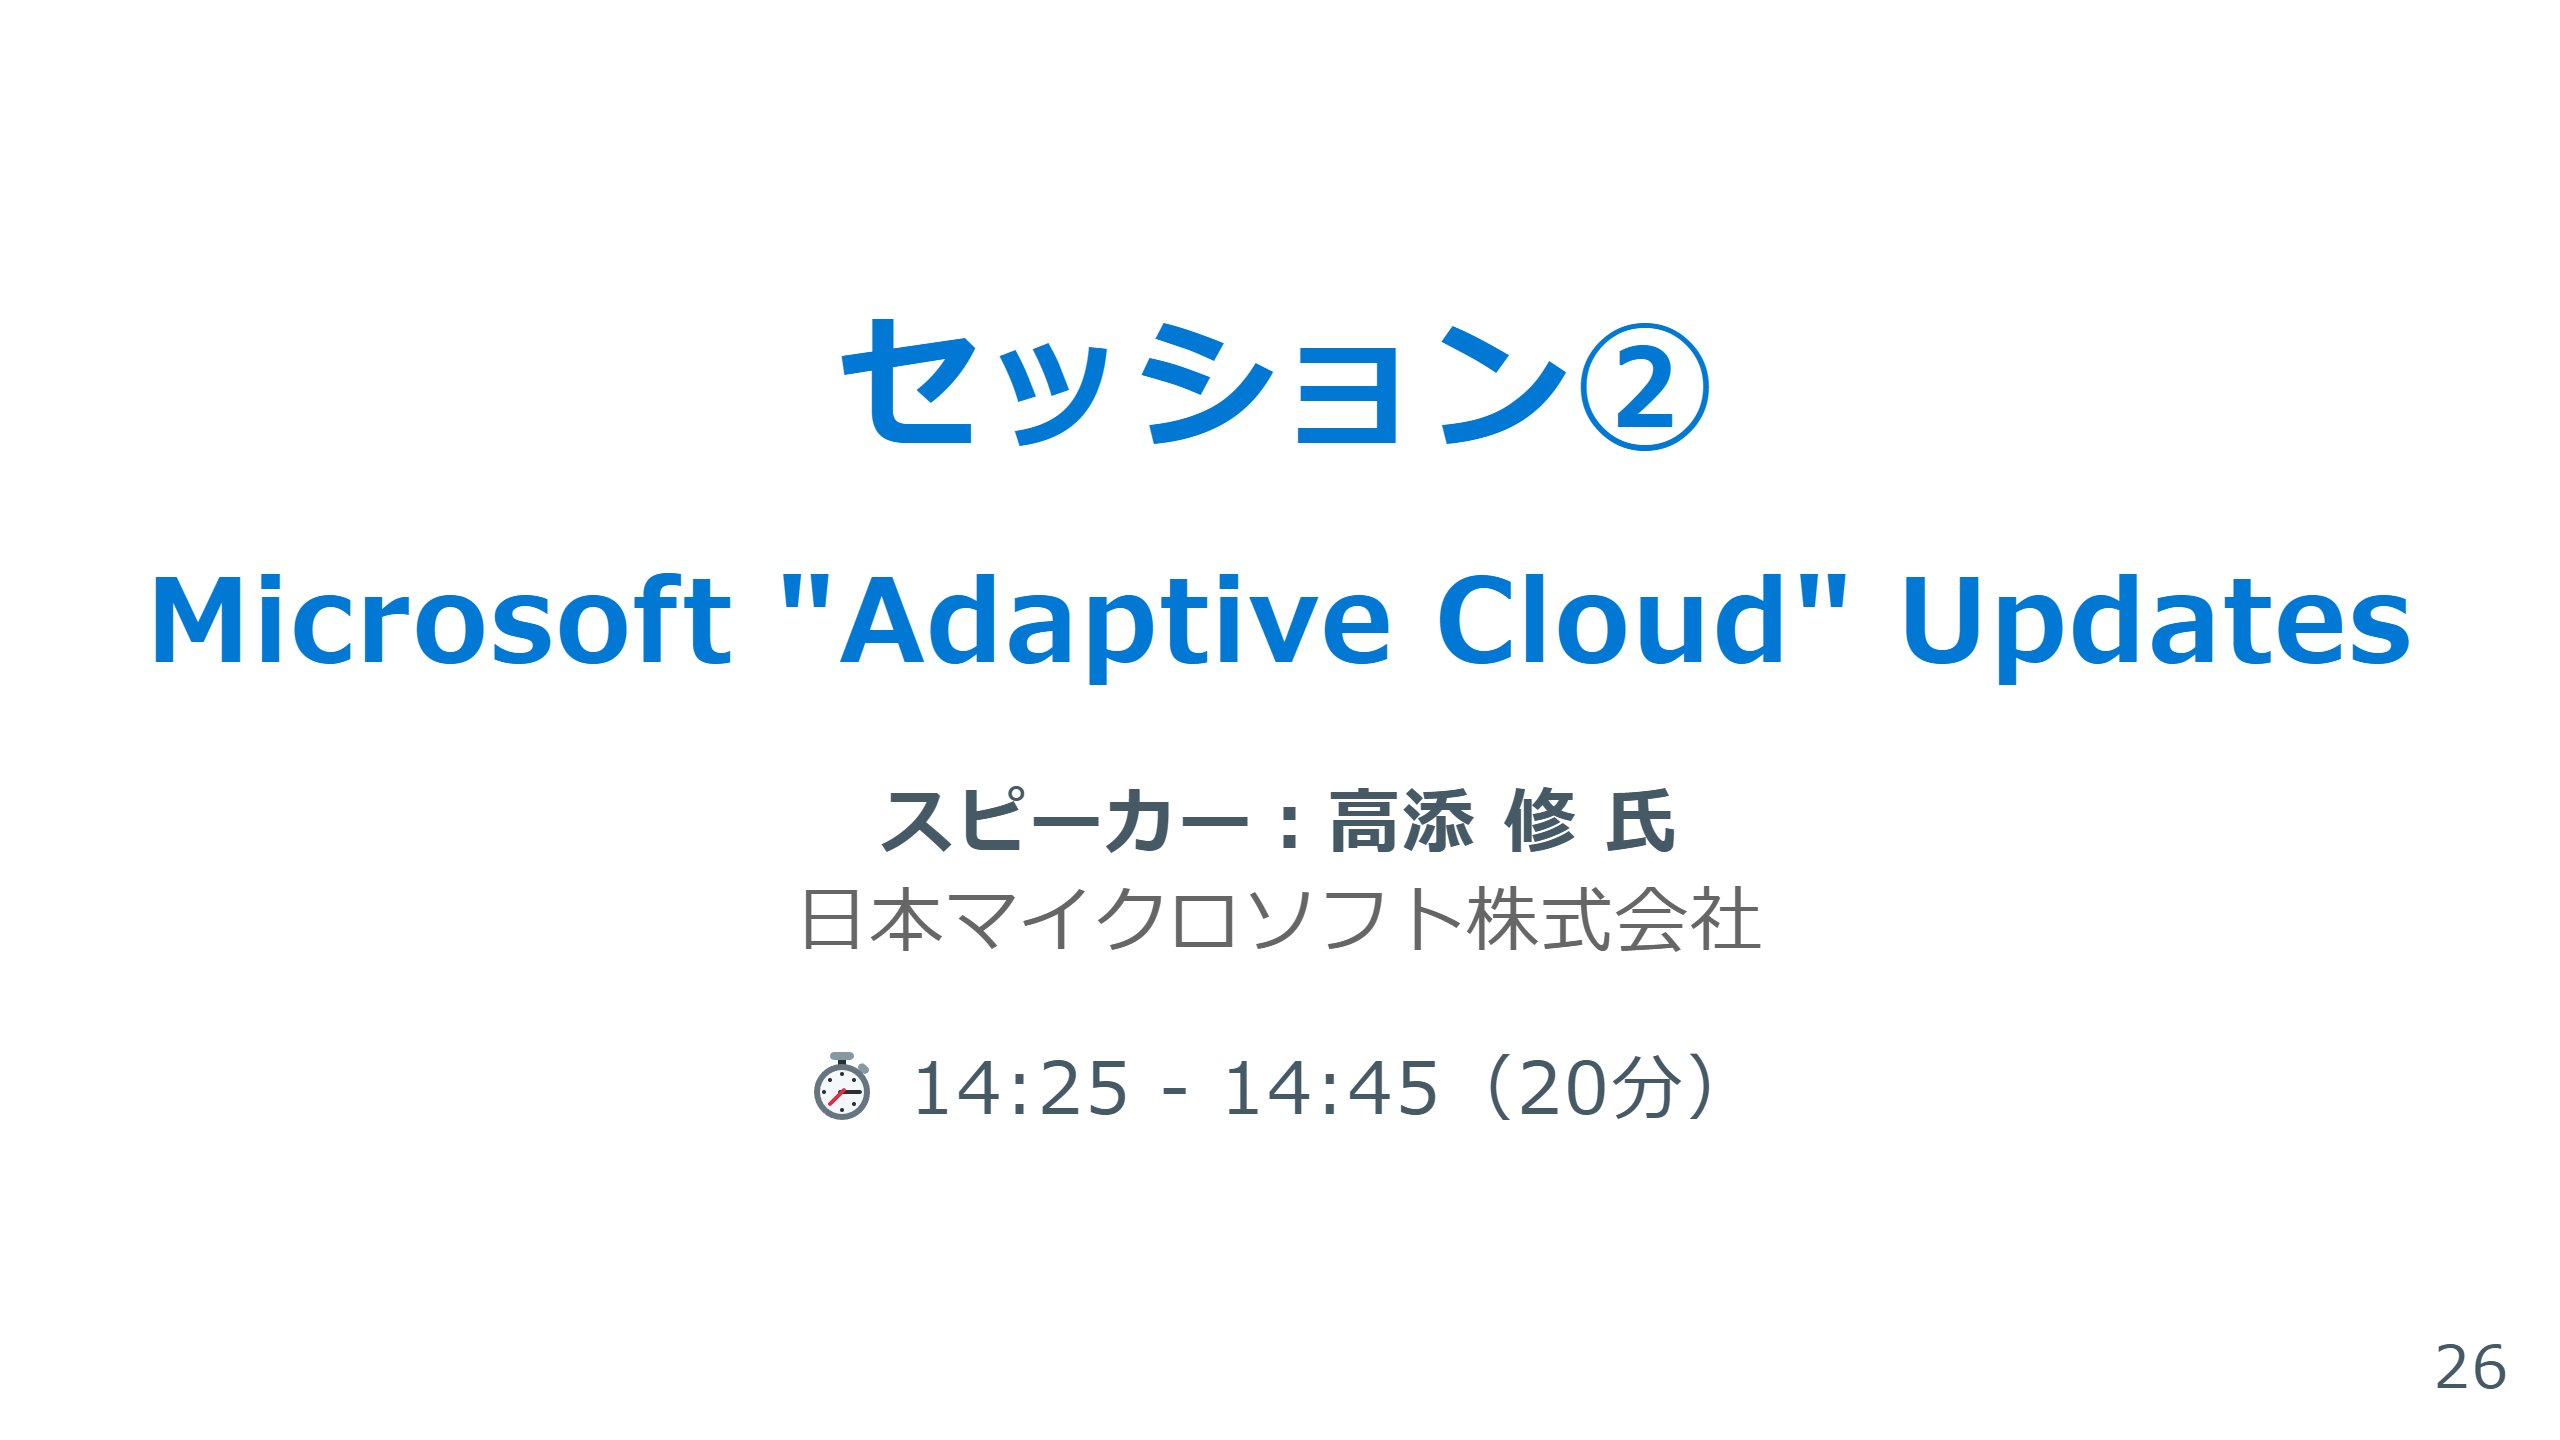 セッション②
Microsoft "Adaptive Cloud" Updates
スピーカー：高添 修 氏
日本マイクロソフト株式会社
14:25 - 14:45（20分）
26